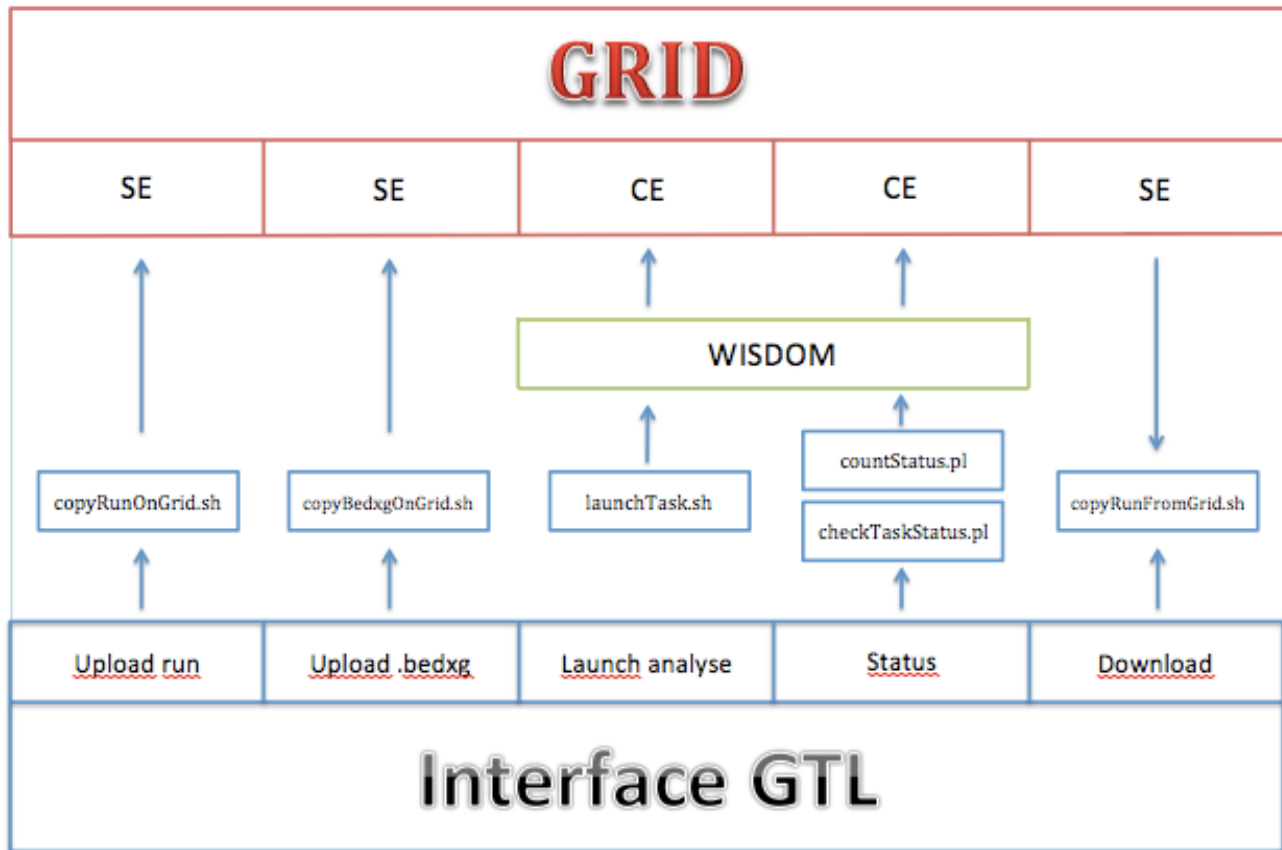 GRID
SE SE CE CE SE
WISDOM
countStatus.pl
copyRunOnGrid.sh copyBedxgOnGrid.sh launchTask.sh copyRunFromGrid.sh
checkTaskStatus.pl
Upload run Upload .bedxg Launch analyse Status Download
Interface GTL